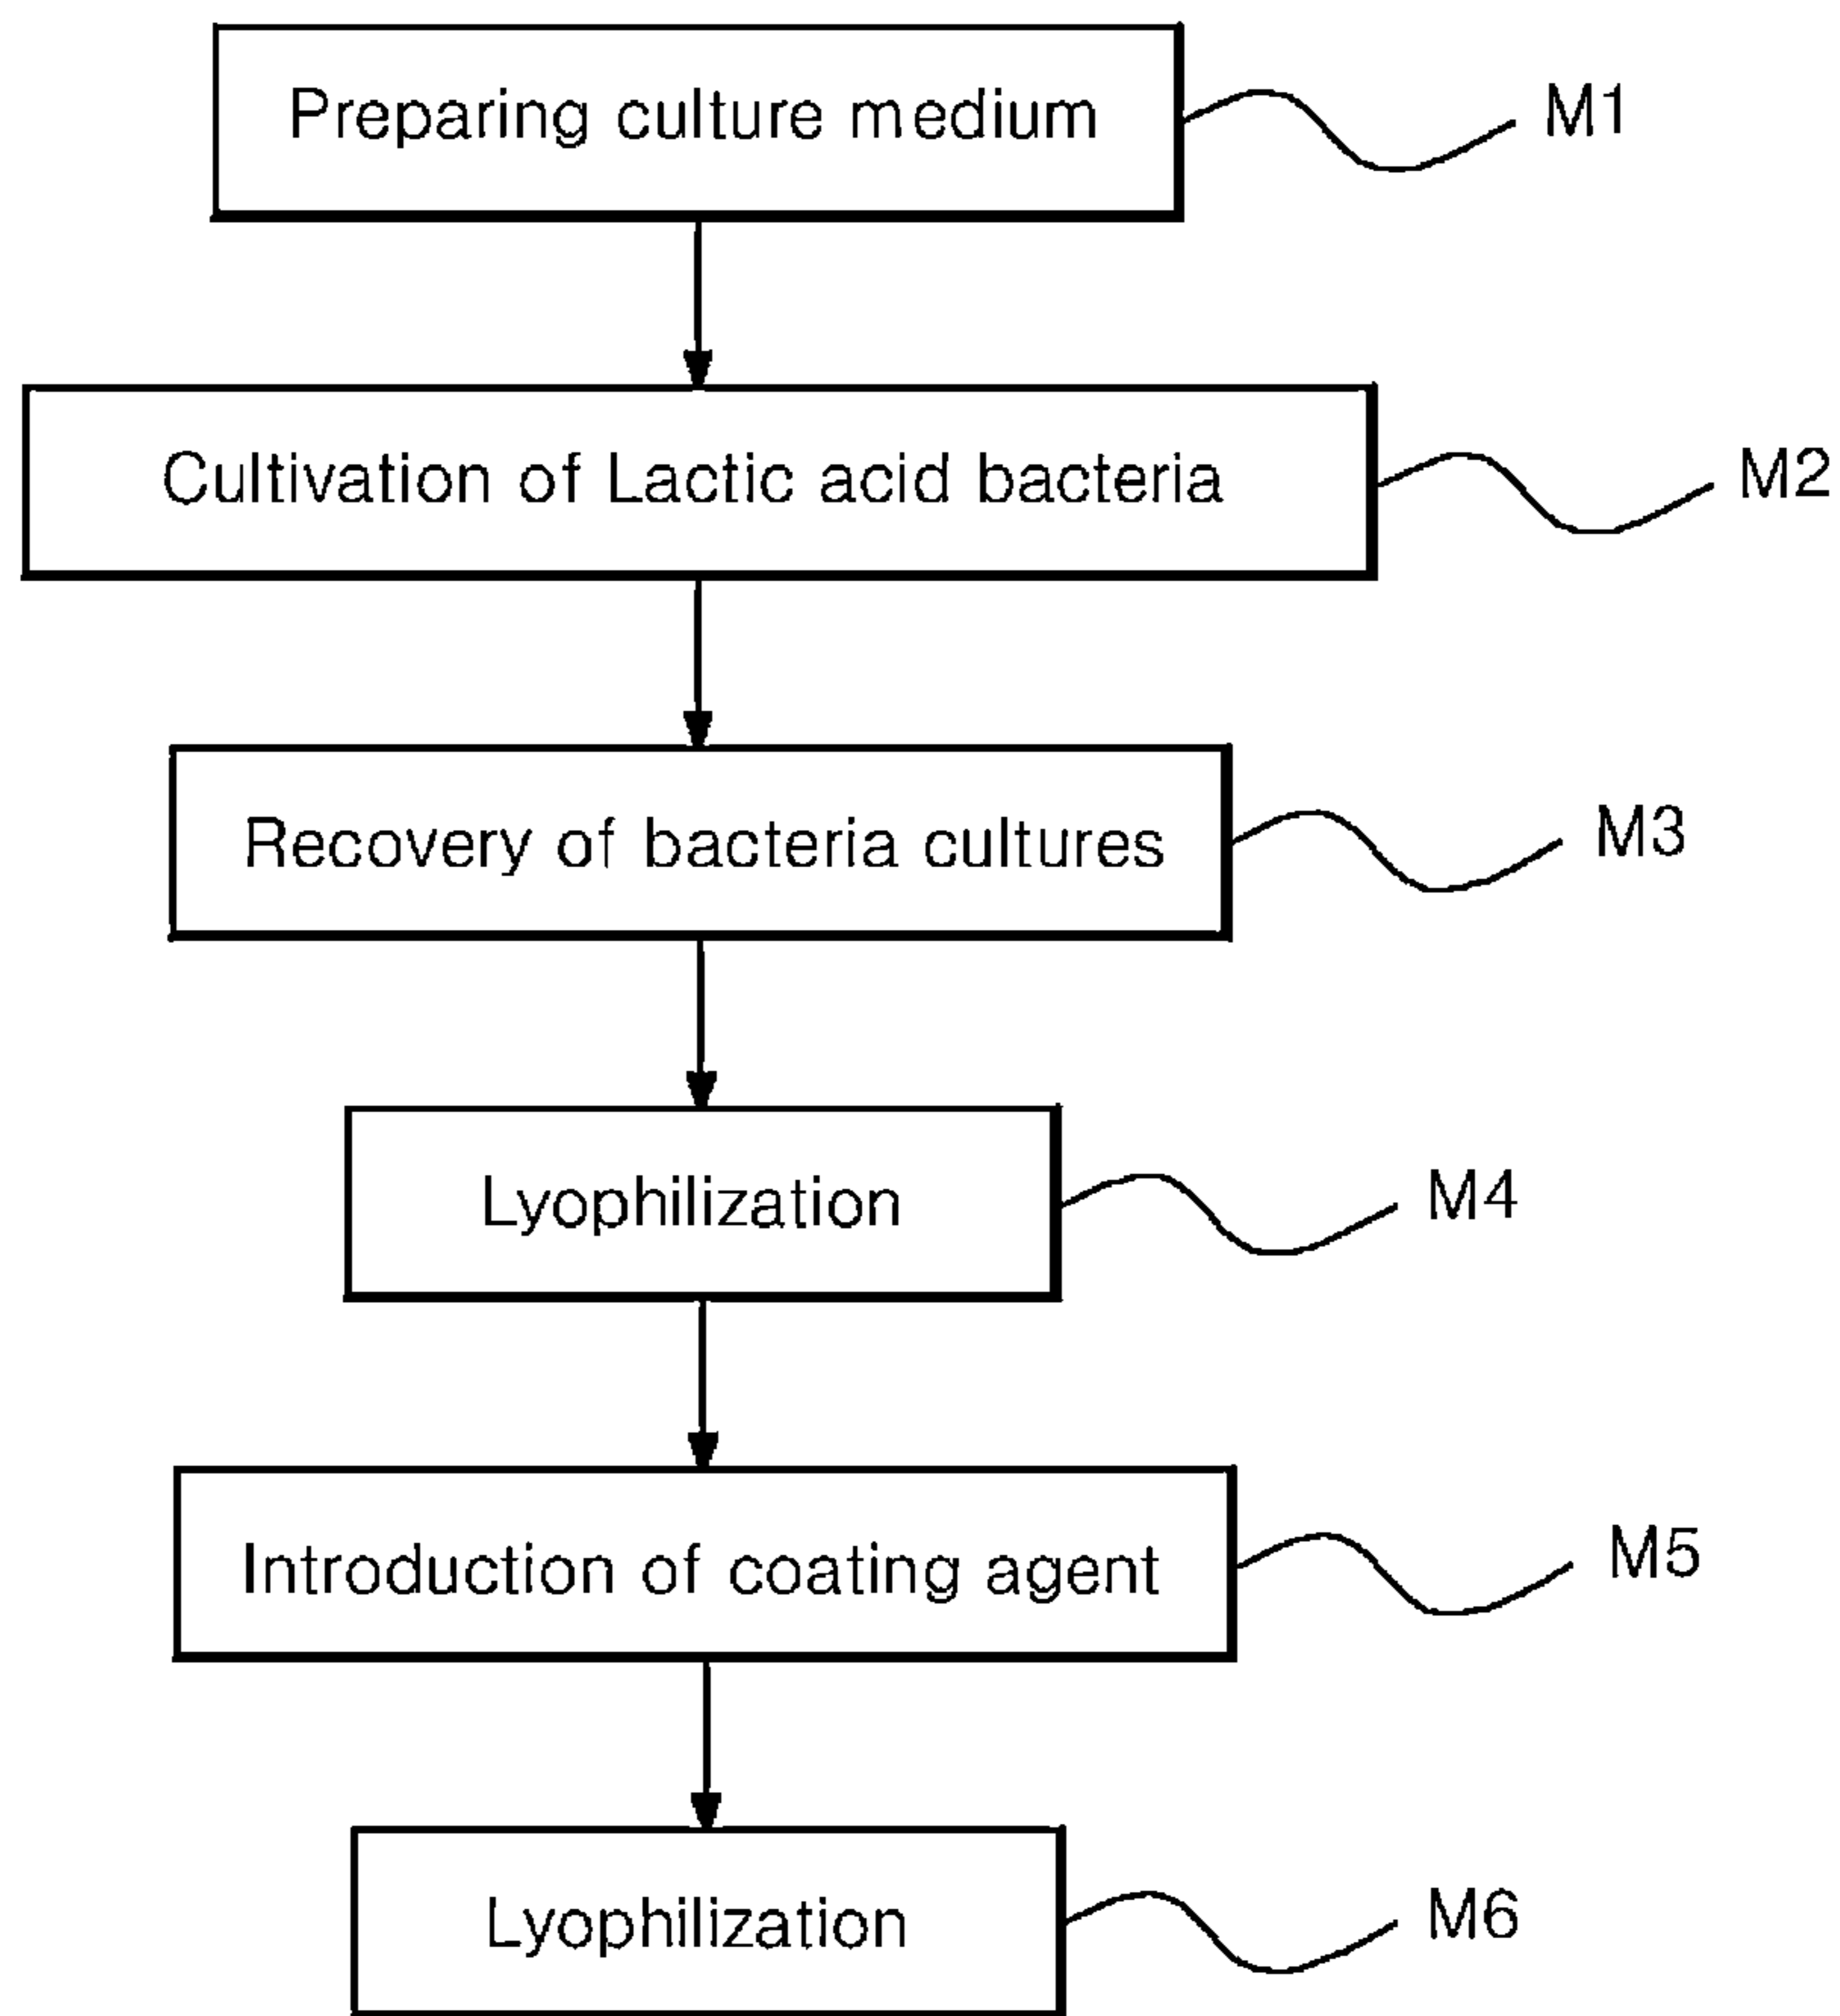 Preparing culture medium
M1
Cultivation of Lactic acid bacteria
M2
Recovery of bacteria cultures
M3
Lyophilization
M4
Introduction of coating agent
M5
Lyophilization
M6